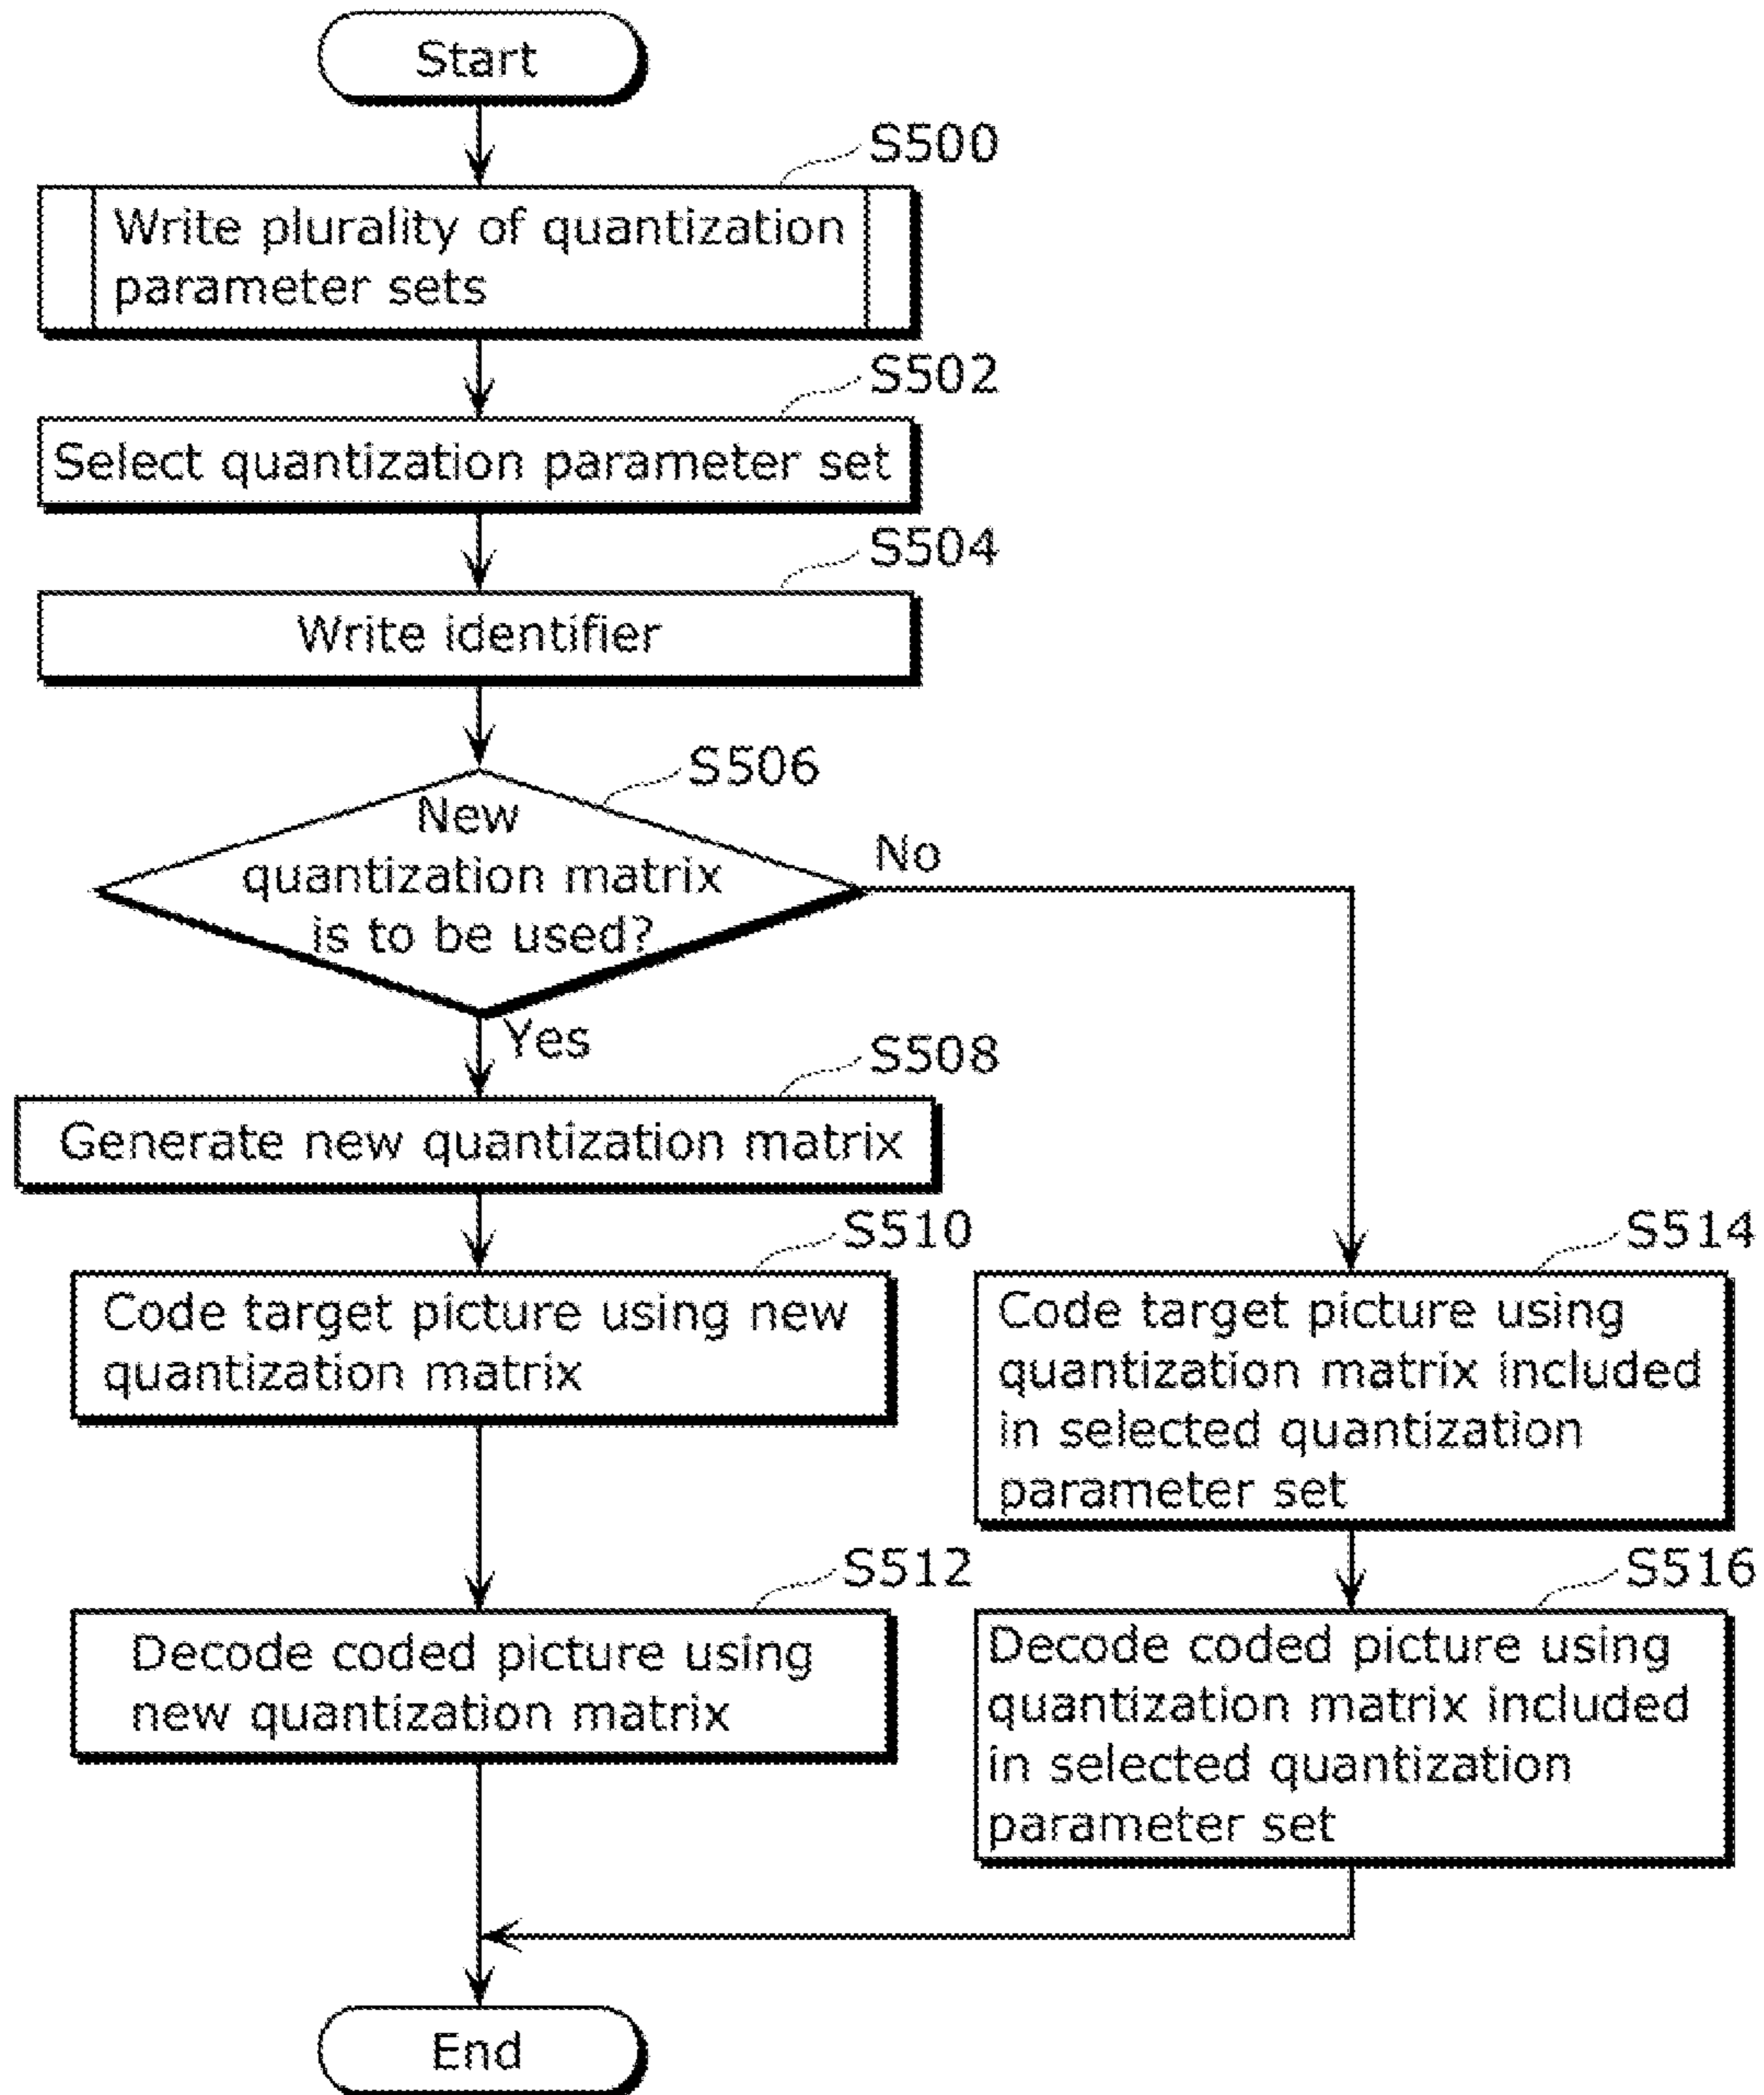 Start
S500
Write plurality of quantization
parameter sets
S502
Select quantization parameter set
S504
Write identifier
S506
New
quantization matrix
is to be used?
No
Yes
S508
Generate new quantization matrix
S510
Code target picture using new
quantization matrix
S514
Code target picture using
quantization matrix included
in selected quantization
parameter set
S512
Decode coded picture using
new quantization matrix
S516
Decode coded picture using
quantization matrix included
in selected quantization
parameter set
End